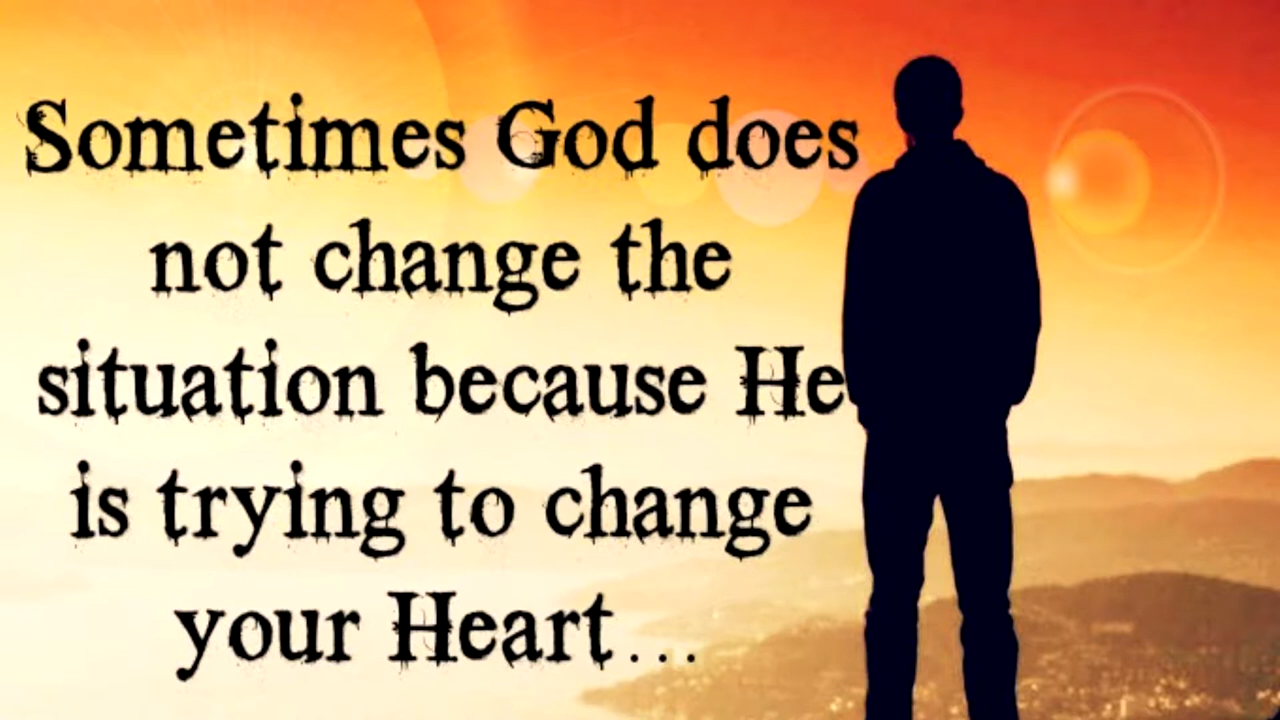 Sometimes God does
not change the
situation because He
is trying to change
your Heart...